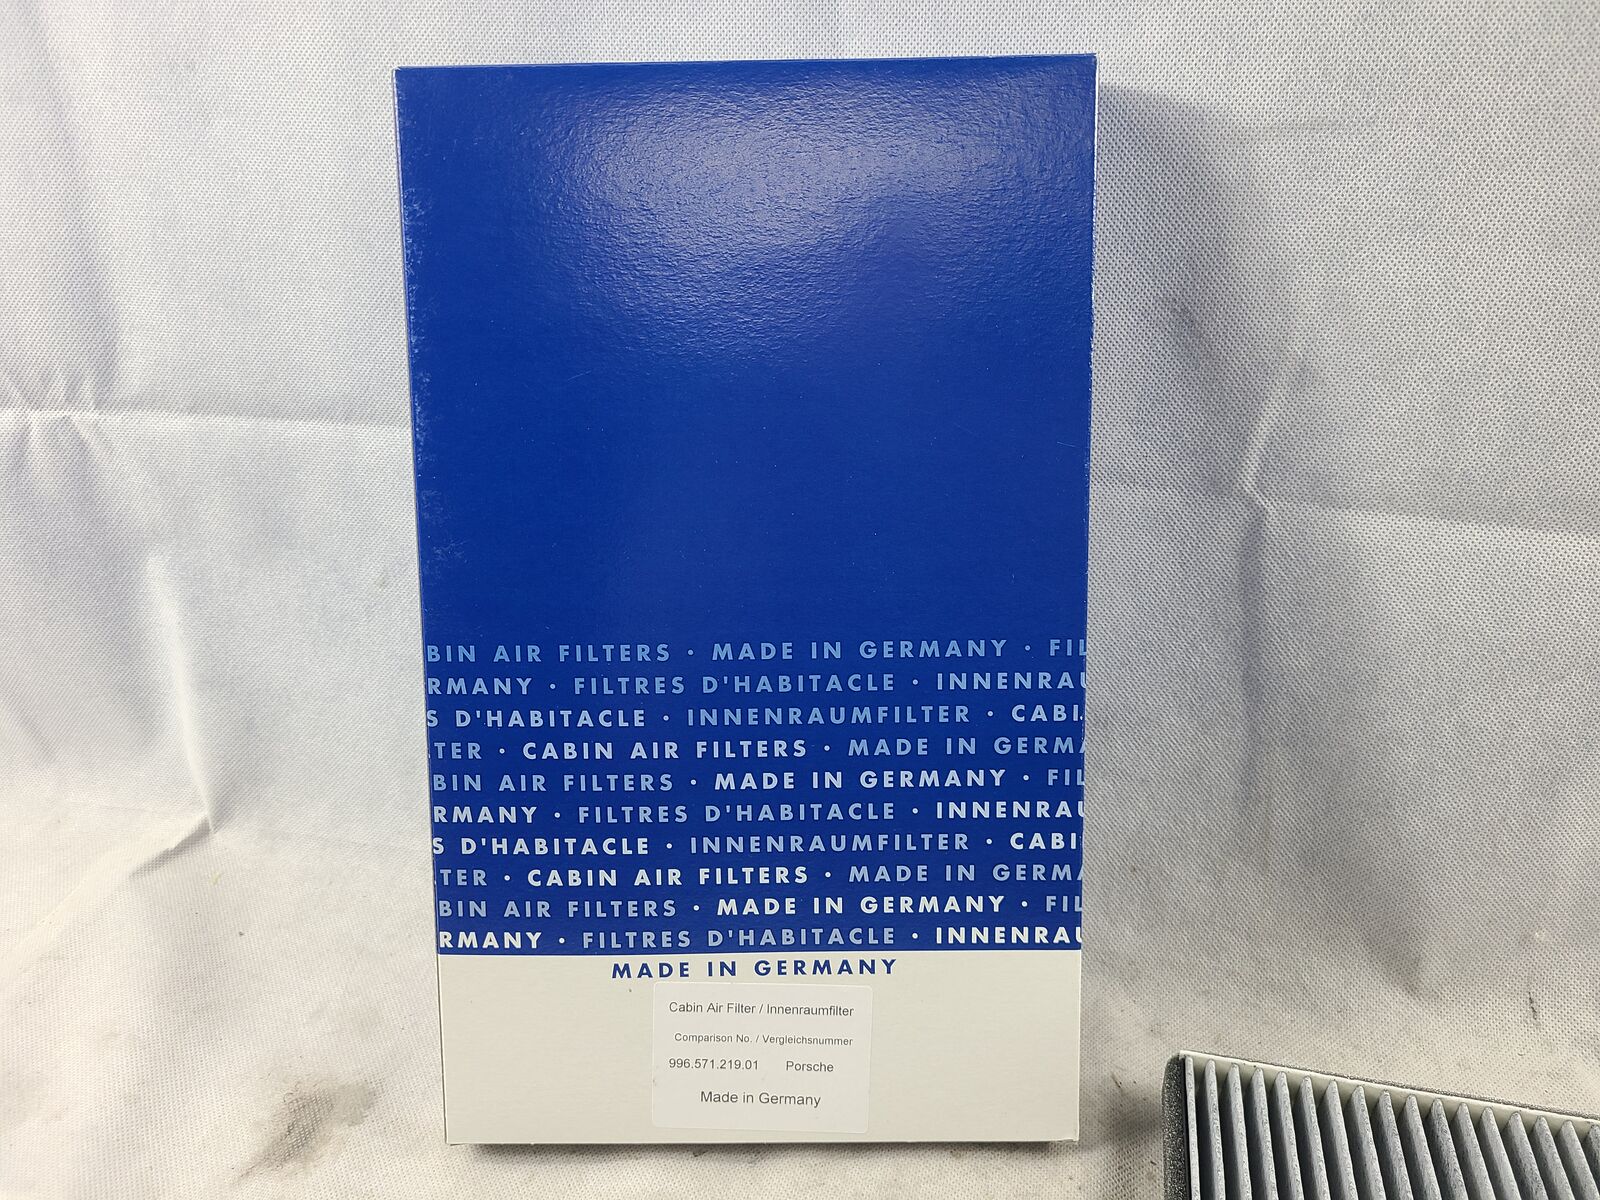 BIN AIR FILTERS • MADE IN GERMANY • FIL
RMANY • FILTRES D'HABITACLE • INNENRAU
S D'HABITACLE • INNENRAUMFILTER • CABI
TER • CABIN AIR FILTERS • MADE IN GERMA
BIN AIR FILTERS • MADE IN GERMANY • FIL
RMANY • FILTRES D'HABITACLE • INNENRAU
S D'HABITACLE • INNENRAUMFILTER • CABI
TER • CABIN AIR FILTERS • MADE IN GERMA
BIN AIR FILTERS • MADE IN GERMANY • FIL
RMANY • FILTRES D'HABITACLE • INNENRAU
MADE IN GERMANY
Cabin Air Filter / Innenraumfilter
Comparison No. / Vergleichsnummer
996.571.219.01 Porsche
Made in Germany